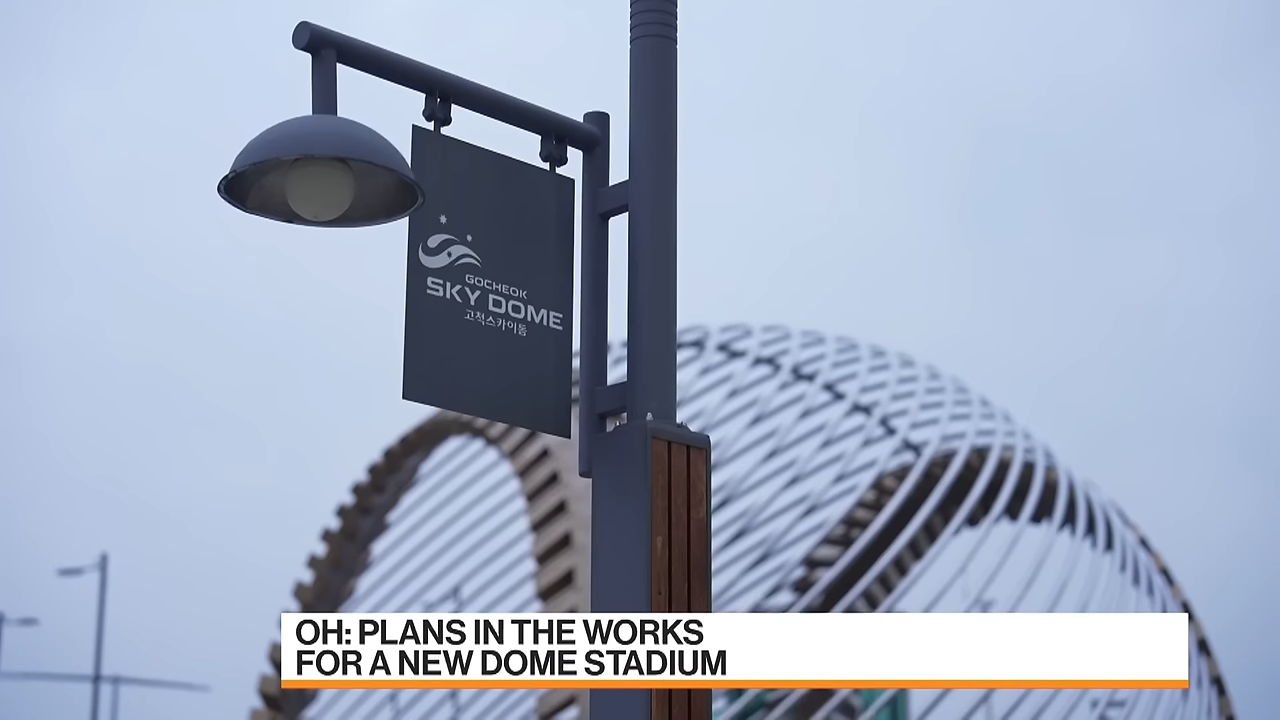 GOCHEOK
SKY DOME
고척스카이돔
OH: PLANS IN THE WORKS
FOR A NEW DOME STADIUM